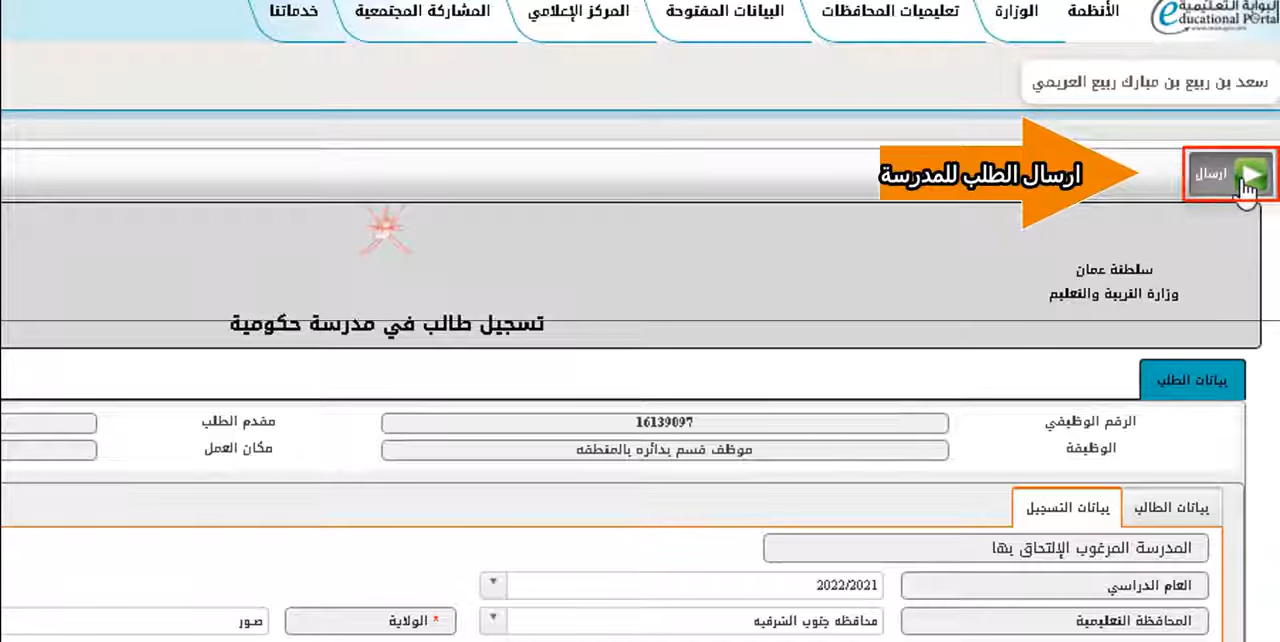 البوابة التعليمية
Educational Portal
الأنظمة
الوزارة
تعليميات المحافظات
البيانات المفتوحة
المركز الإعلامي
المشاركة المجتمعية
خدماتنا
سعد بن ربيع بن مبارك ربيع العريمي
ارسال
ارسال الطلب للمدرسة
سلطنة عمان
وزارة التربية والتعليم
تسجيل طالب في مدرسة حكومية
بيانات الطلب
الرقم الوظيفي 16139097 مقدم الطلب
الوظيفة موظف قسم بدائره بالمنطقه مكان العمل
بيانات الطالب بيانات التسجيل
المدرسة المرغوب الإلتحاق بها
العام الدراسي 2022/2021
المحافظة التعليمية محافظه جنوب الشرقيه * الولاية صور